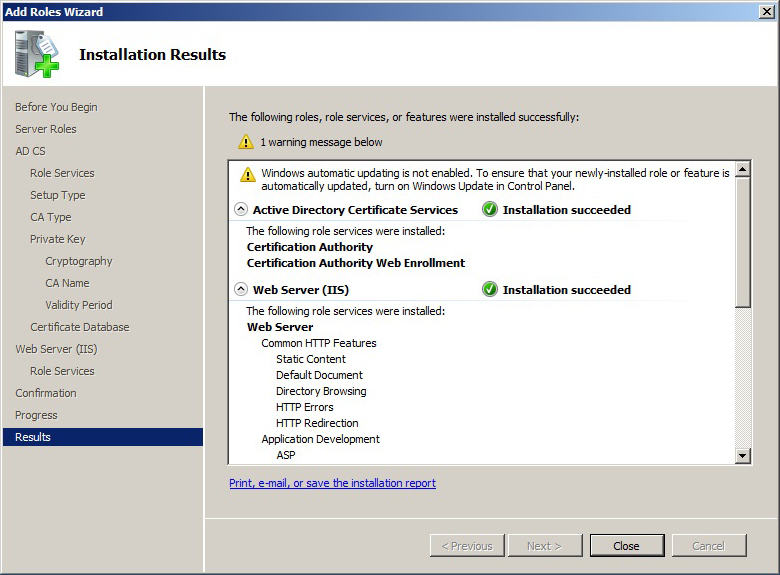 Add Roles Wizard
Installation Results
Before You Begin
Server Roles
AD CS
Role Services
Setup Type
CA Type
Private Key
Cryptography
CA Name
Validity Period
Certificate Database
Web Server (IIS)
Role Services
Confirmation
Progress
Results
The following roles, role services, or features were installed successfully:
1 warning message below
Windows automatic updating is not enabled. To ensure that your newly-installed role or feature is
automatically updated, turn on Windows Update in Control Panel.
Active Directory Certificate Services Installation succeeded
The following role services were installed:
Certification Authority
Certification Authority Web Enrollment
Web Server (IIS) Installation succeeded
The following role services were installed:
Web Server
Common HTTP Features
Static Content
Default Document
Directory Browsing
HTTP Errors
HTTP Redirection
Application Development
ASP
Print, e-mail, or save the installation report
< Previous Next > Close Cancel